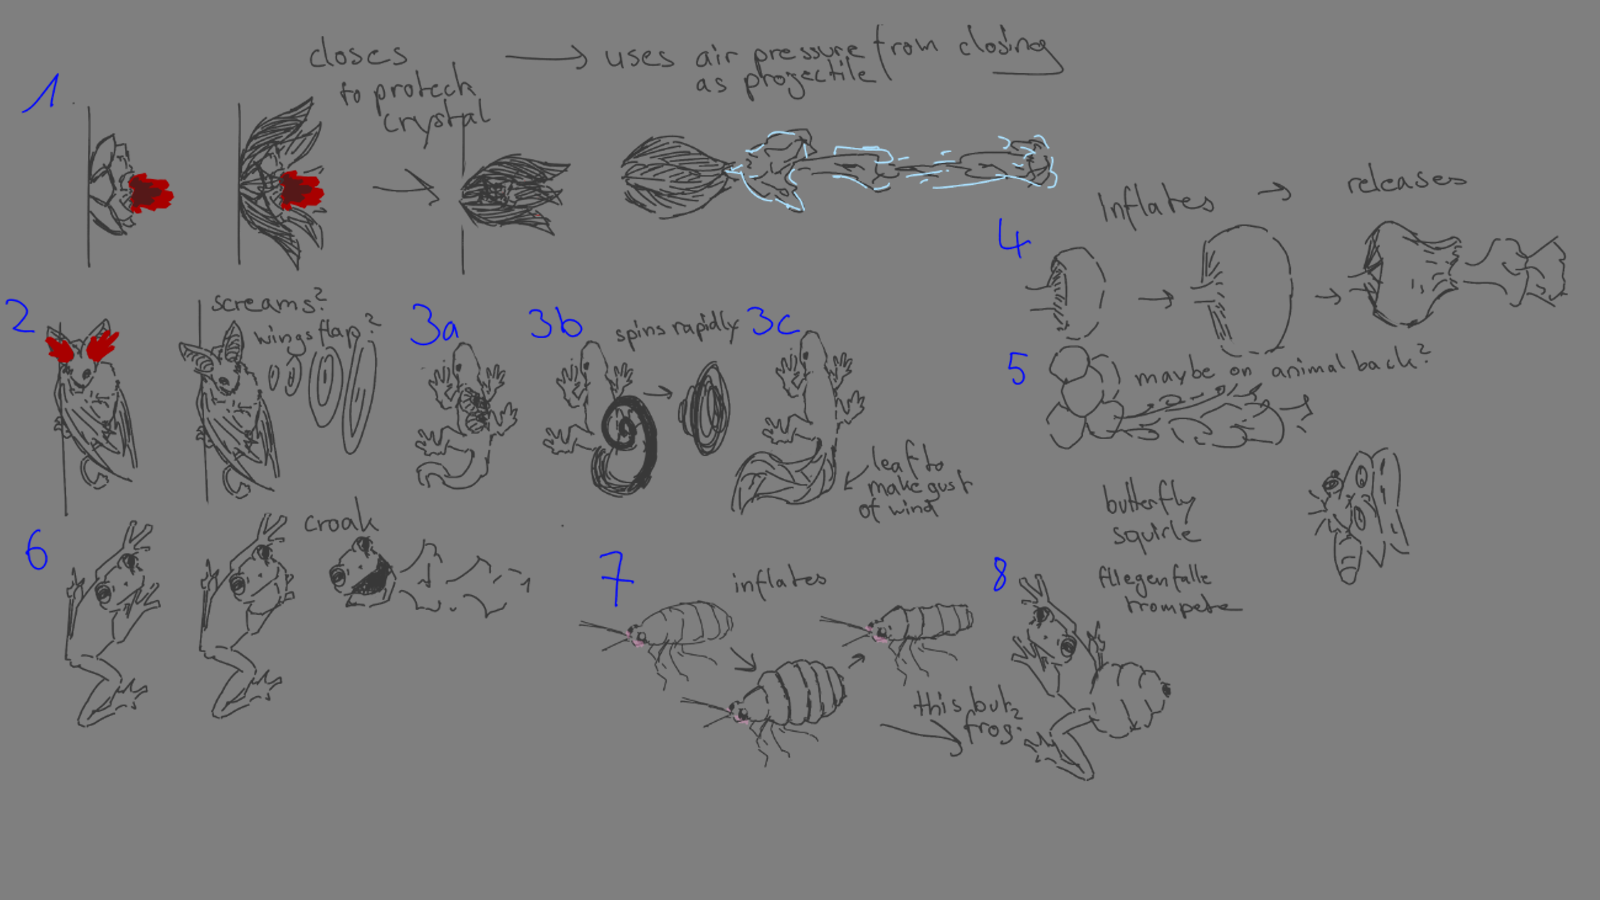 1
closes
to protect
crystal
uses air pressure from closing
as projectile
4
Inflates
releases
2
screams?
wings flap?
3a
3b
spins rapidly
3c
leaf to
make gust
of wind
5
maybe on animal back?
butterfly
squirle
6
croak
7
inflates
this but
frog
8
fliegenfalle
trompete